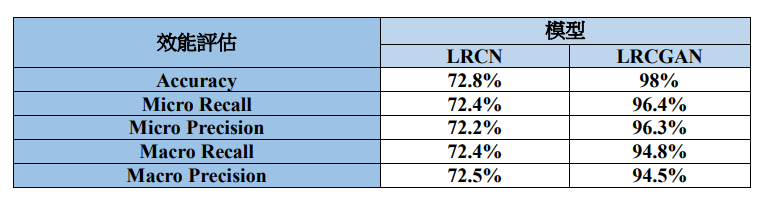 效能評估 模型
LRCN LRCGAN
Accuracy 72.8% 98%
Micro Recall 72.4% 96.4%
Micro Precision 72.2% 96.3%
Macro Recall 72.4% 94.8%
Macro Precision 72.5% 94.5%